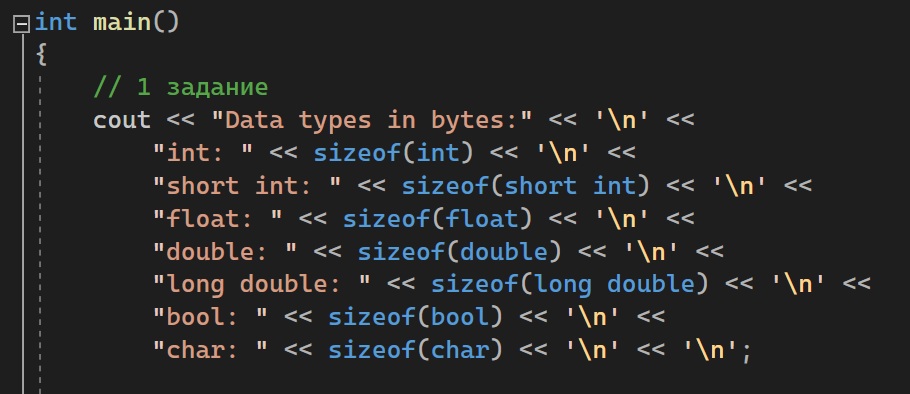 int main()
{
// 1 задание
cout << "Data types in bytes:" << '\n' <<
"int: " << sizeof(int) << '\n' <<
"short int: " << sizeof(short int) << '\n' <<
"float: " << sizeof(float) << '\n' <<
"double: " << sizeof(double) << '\n' <<
"long double: " << sizeof(long double) << '\n' <<
"bool: " << sizeof(bool) << '\n' <<
"char: " << sizeof(char) << '\n' << '\n';